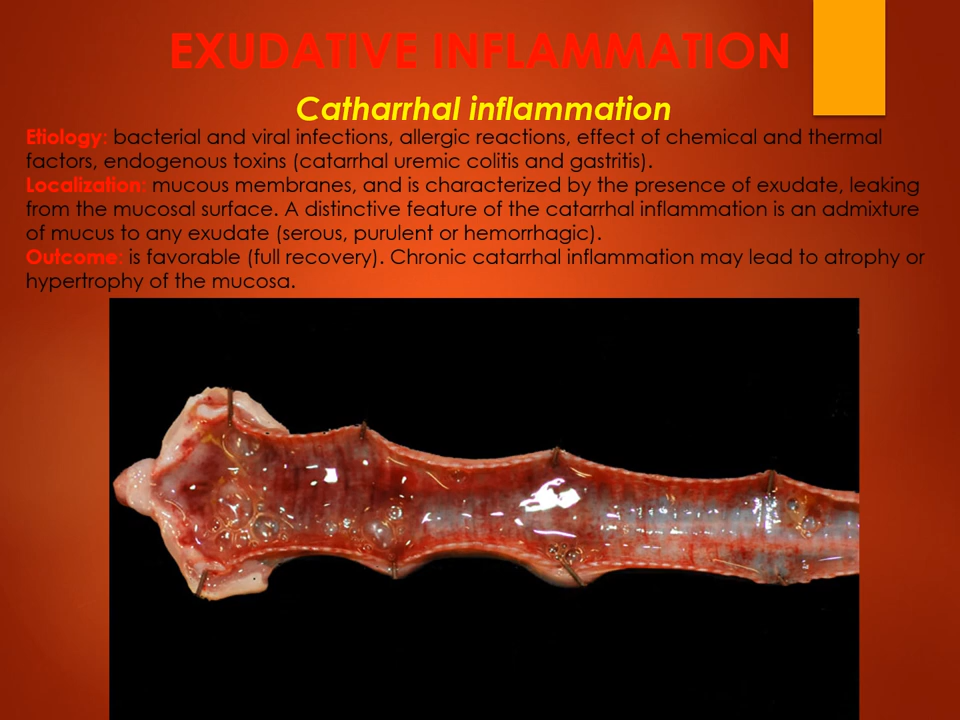 EXUDATIVE INFLAMMATION
Catharrhal inflammation
Etiology: bacterial and viral infections, allergic reactions, effect of chemical and thermal
factors, endogenous toxins (catarrhal uremic colitis and gastritis).
Localization: mucous membranes, and is characterized by the presence of exudate, leaking
from the mucosal surface. A distinctive feature of the catarrhal inflammation is an admixture
of mucus to any exudate (serous, purulent or hemorrhagic).
Outcome: is favorable (full recovery). Chronic catarrhal inflammation may lead to atrophy or
hypertrophy of the mucosa.